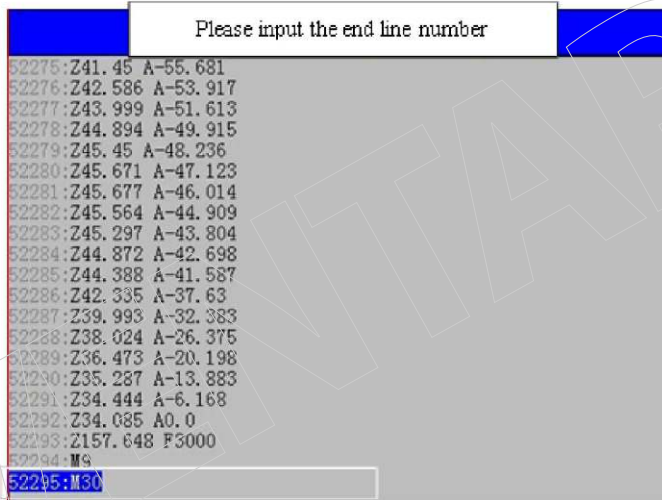 Please input the end line number
52275:Z41.45 A-55.681
52276:Z42.586 A-53.917
52277:Z43.999 A-51.613
52278:Z44.894 A-49.915
52279:Z45.45 A-48.236
52280:Z45.671 A-47.123
52281:Z45.677 A-46.014
52282:Z45.564 A-44.909
52283:Z45.297 A-43.804
52284:Z44.872 A-42.698
52285:Z44.388 A-41.587
52286:Z42.335 A-37.63
52287:Z39.993 A-32.383
52288:Z38.024 A-26.375
52289:Z36.473 A-20.198
52290:Z35.287 A-13.883
52291:Z34.444 A-6.168
52292:Z34.085 A0.0
52293:Z157.648 F3000
52294:M9
52295:M30